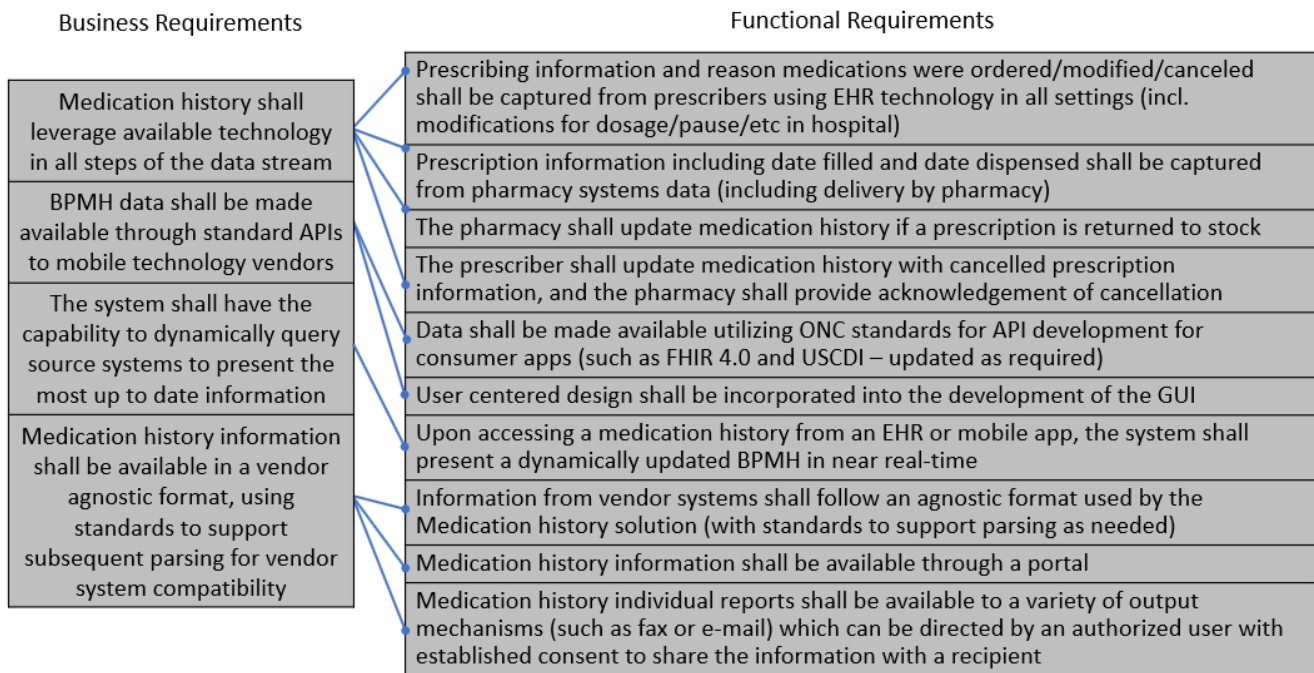 Business Requirements
Functional Requirements
Medication history shall
leverage available technology
in all steps of the data stream
BPMH data shall be made
available through standard APIs
to mobile technology vendors
The system shall have the
capability to dynamically query
source systems to present the
most up to date information
Medication history information
shall be available in a vendor
agnostic format, using
standards to support
subsequent parsing for vendor
system compatibility
Prescribing information and reason medications were ordered/modified/canceled
shall be captured from prescribers using EHR technology in all settings (incl.
modifications for dosage/pause/etc in hospital)
Prescription information including date filled and date dispensed shall be captured
from pharmacy systems data (including delivery by pharmacy)
The pharmacy shall update medication history if a prescription is returned to stock
The prescriber shall update medication history with cancelled prescription
information, and the pharmacy shall provide acknowledgement of cancellation
Data shall be made available utilizing ONC standards for API development for
consumer apps (such as FHIR 4.0 and USCDI – updated as required)
User centered design shall be incorporated into the development of the GUI
Upon accessing a medication history from an EHR or mobile app, the system shall
present a dynamically updated BPMH in near real-time
Information from vendor systems shall follow an agnostic format used by the
Medication history solution (with standards to support parsing as needed)
Medication history information shall be available through a portal
Medication history individual reports shall be available to a variety of output
mechanisms (such as fax or e-mail) which can be directed by an authorized user with
established consent to share the information with a recipient